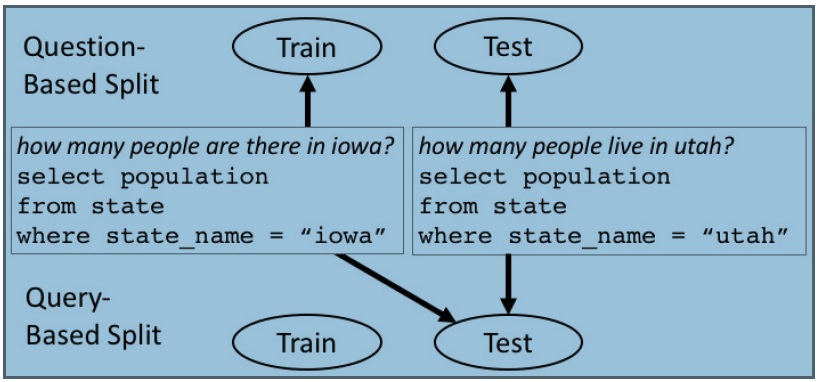 Question-
Based Split
Train
Test
how many people are there in iowa?
select population
from state
where state_name = “iowa”
how many people live in utah?
select population
from state
where state_name = “utah”
Query-
Based Split
Train
Test